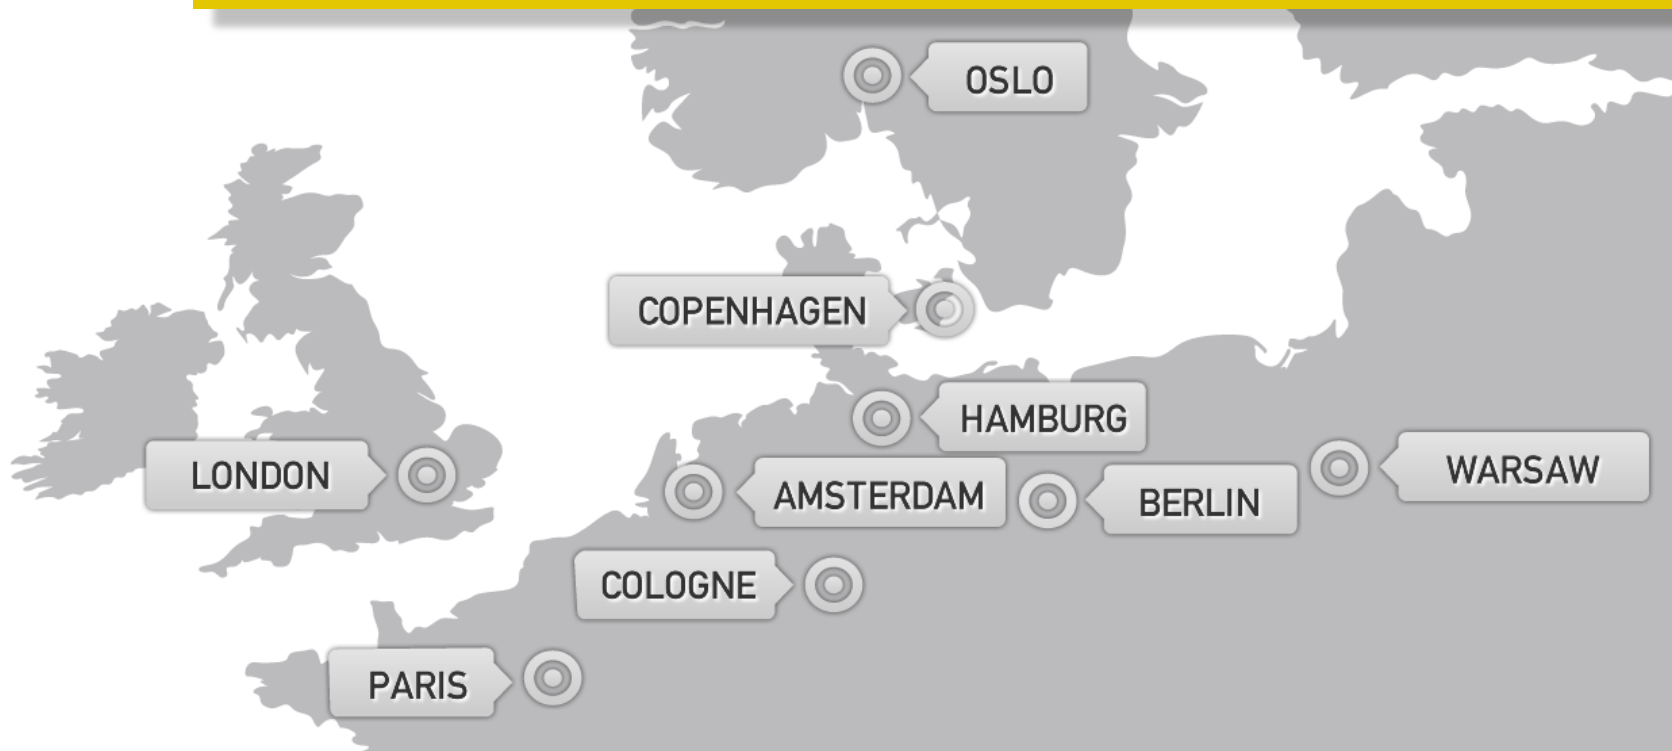 OSLO
COPENHAGEN
HAMBURG
LONDON
AMSTERDAM
BERLIN
WARSAW
COLOGNE
PARIS